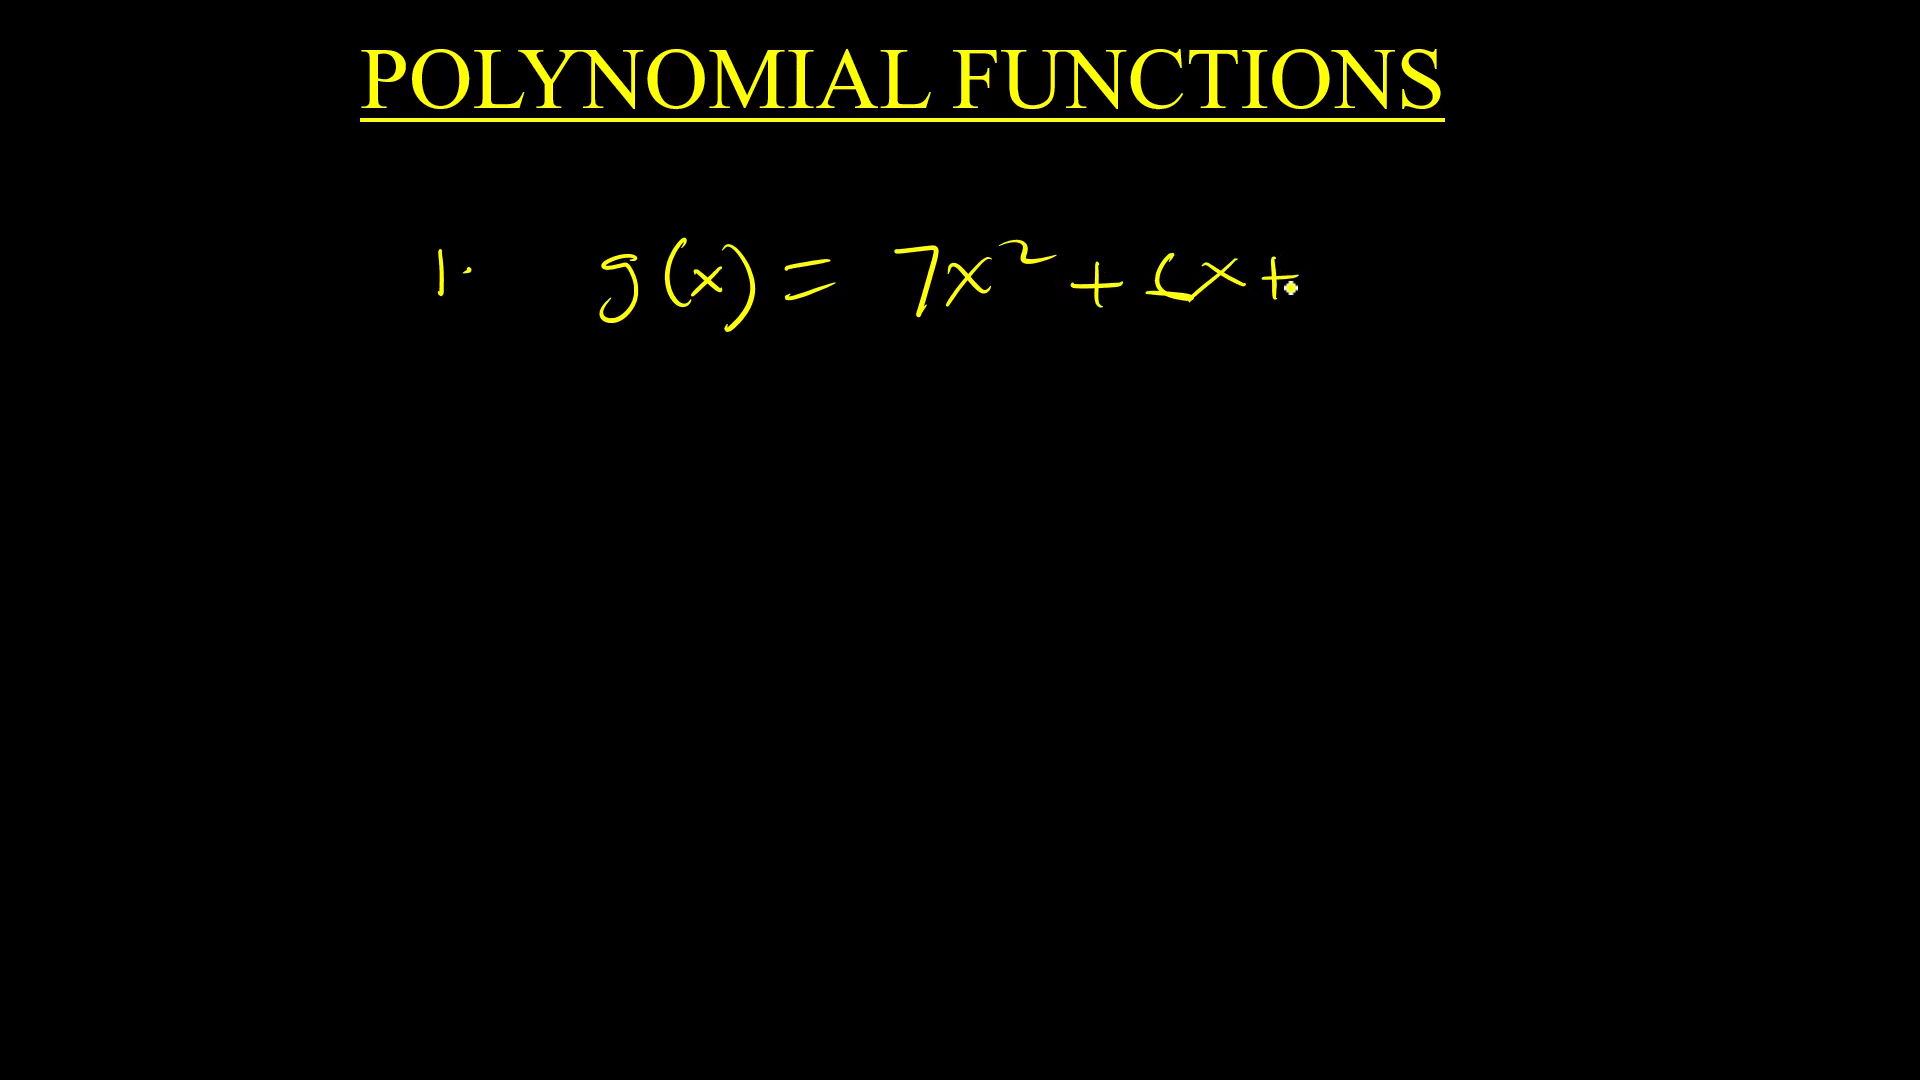 POLYNOMIAL FUNCTIONS
1. g(x) = 7x² + 6x +